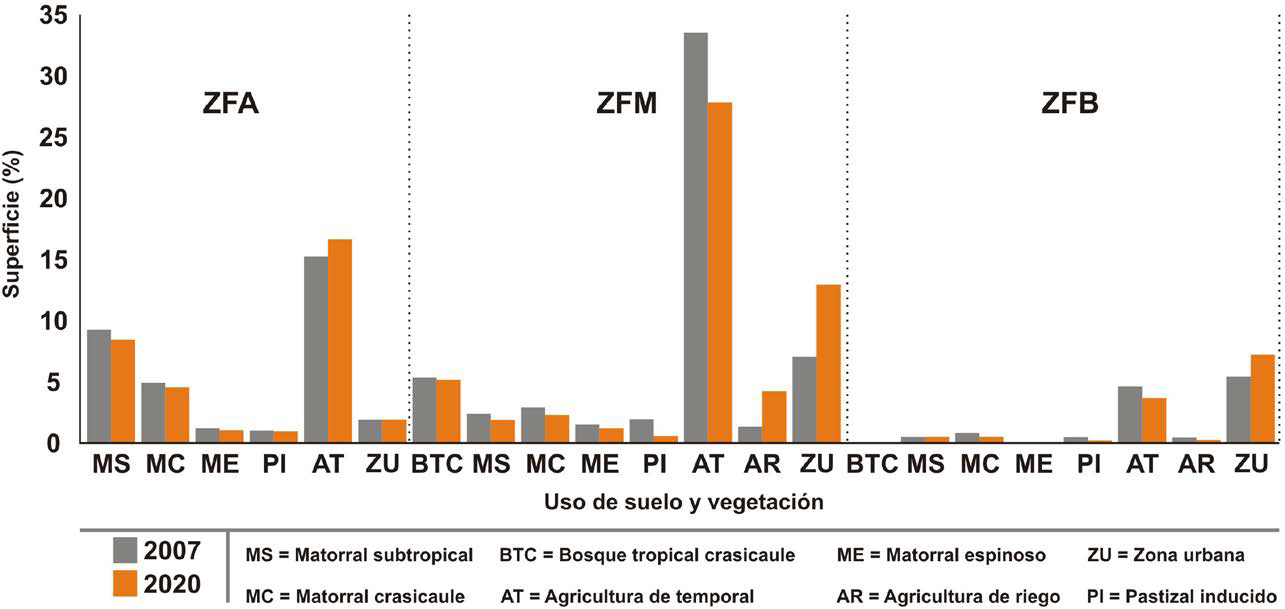 35
30
25
20
15
10
5
0
Superficie (%)
ZFA ZFM ZFB
MS MC ME PI AT ZU BTC MS MC ME PI AT AR ZU BTC MS MC ME PI AT AR ZU
Uso de suelo y vegetación
2007
2020
MS = Matorral subtropical BTC = Bosque tropical crasicaule ME = Matorral espinoso ZU = Zona urbana
MC = Matorral crasicaule AT = Agricultura de temporal AR = Agricultura de riego PI = Pastizal inducido